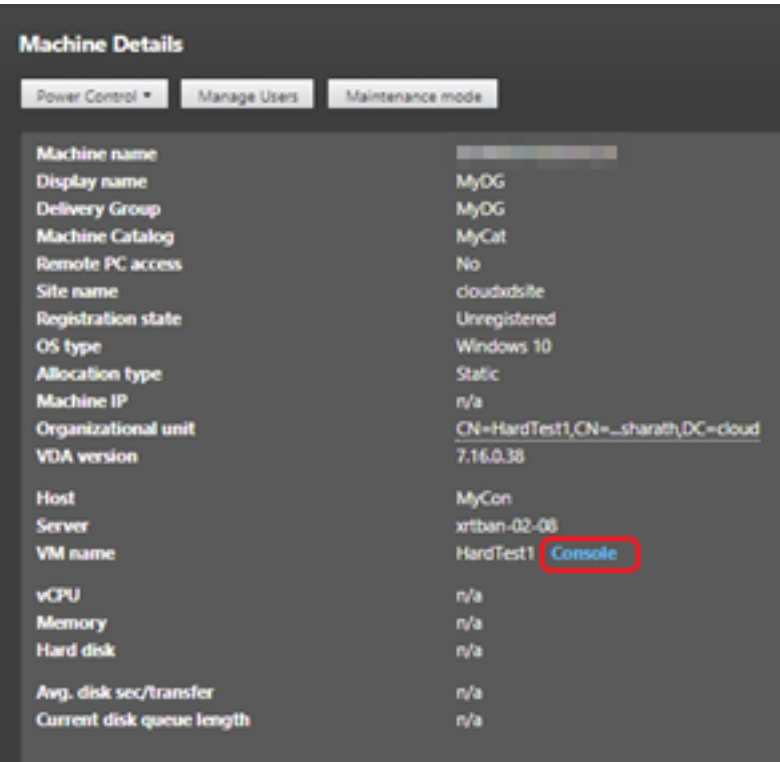 Machine Details
Power Control Manage Users Maintenance mode
Machine name
Display name MyDG
Delivery Group MyDG
Machine Catalog MyCat
Remote PC access No
Site name cloudxdsite
Registration state Unregistered
OS type Windows 10
Allocation type Static
Machine IP n/a
Organizational unit CN=HardTest1,CN=...sharath,DC=cloud
VDA version 7.16.0.38
Host MyCon
Server xrtban-02-08
VM name HardTest1 Console
vCPU n/a
Memory n/a
Hard disk n/a
Avg. disk sec/transfer n/a
Current disk queue length n/a